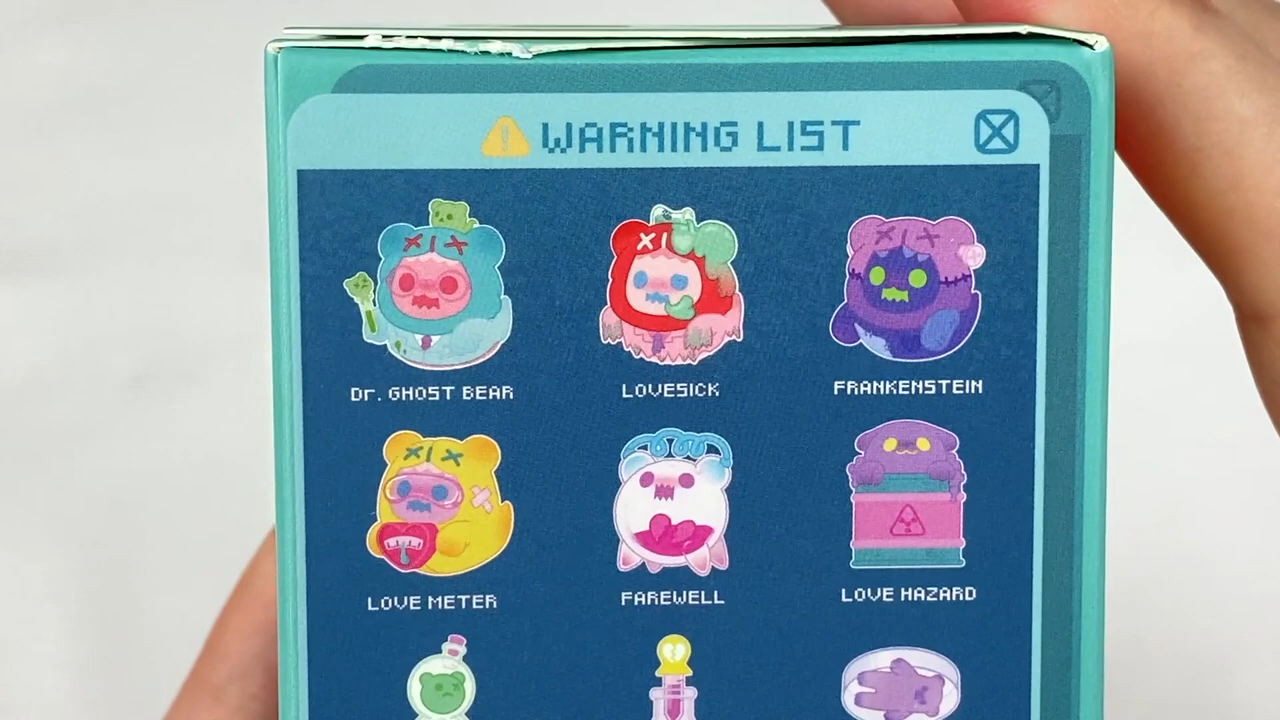 WARNING LIST
Dr. GHOST BEAR
LOVESICK
FRANKENSTEIN
LOVE METER
FAREWELL
LOVE HAZARD